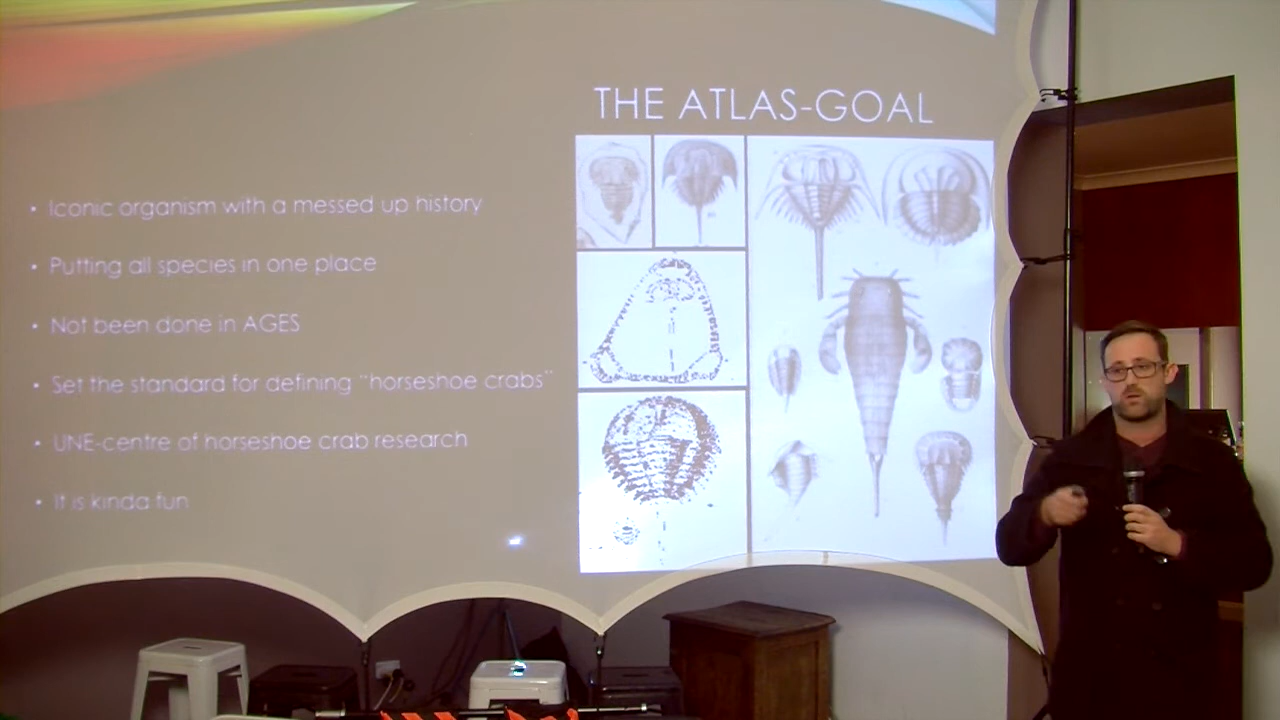 THE ATLAS-GOAL
• Iconic organism with a messed up history
• Putting all species in one place
• Not been done in AGES
• Set the standard for defining “horseshoe crabs”
• UNE-centre of horseshoe crab research
• It is kinda fun